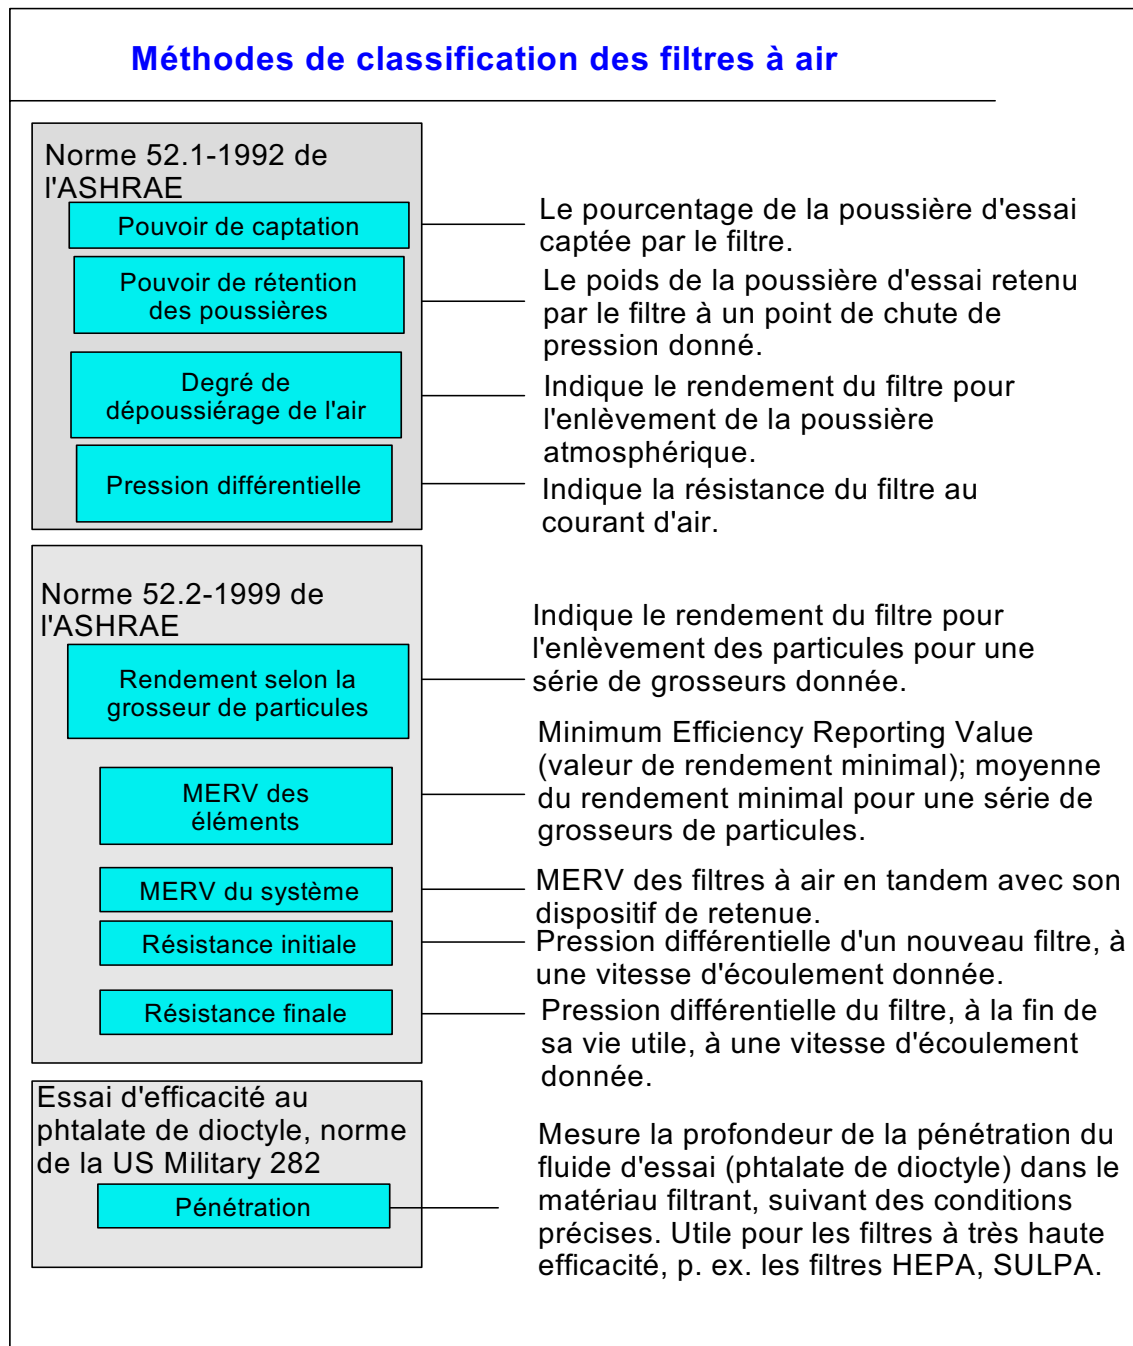 Méthodes de classification des filtres à air
Norme 52.1-1992 de
l'ASHRAE
Pouvoir de captation
Le pourcentage de la poussière d'essai
captée par le filtre.
Pouvoir de rétention
des poussières
Le poids de la poussière d'essai retenu
par le filtre à un point de chute de
pression donné.
Degré de
dépoussiérage de l'air
Indique le rendement du filtre pour
l'enlèvement de la poussière
atmosphérique.
Pression différentielle
Indique la résistance du filtre au
courant d'air.
Norme 52.2-1999 de
l'ASHRAE
Rendement selon la
grosseur de particules
Indique le rendement du filtre pour
l'enlèvement des particules pour une
série de grosseurs donnée.
MERV des
éléments
Minimum Efficiency Reporting Value
(valeur de rendement minimal); moyenne
du rendement minimal pour une série de
grosseurs de particules.
MERV du système
MERV des filtres à air en tandem avec son
dispositif de retenue.
Résistance initiale
Pression différentielle d'un nouveau filtre, à
une vitesse d'écoulement donnée.
Résistance finale
Pression différentielle du filtre, à la fin de
sa vie utile, à une vitesse d'écoulement
donnée.
Essai d'efficacité au
phtalate de dioctyle, norme
de la US Military 282
Pénétration
Mesure la profondeur de la pénétration du
fluide d'essai (phtalate de dioctyle) dans le
matériau filtrant, suivant des conditions
précises. Utile pour les filtres à très haute
efficacité, p. ex. les filtres HEPA, SULPA.